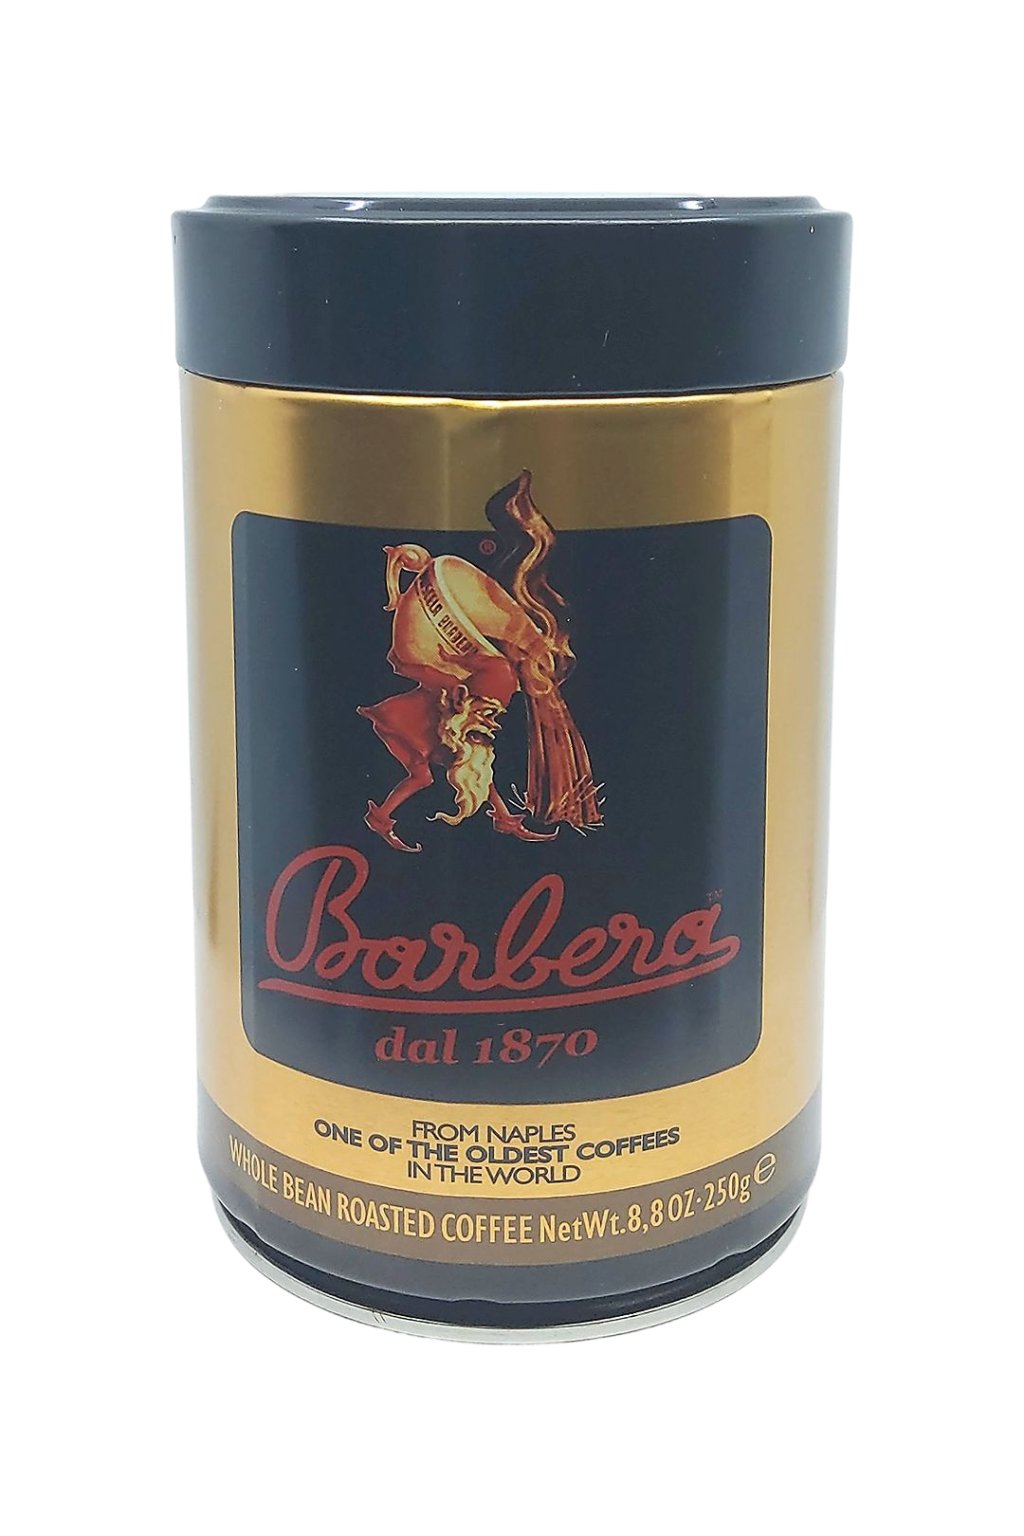 ®
Barbera™
dal 1870
FROM NAPLES
ONE OF THE OLDEST COFFEES
IN THE WORLD
WHOLE BEAN ROASTED COFFEE NetWt.8,8 OZ·250g ℮